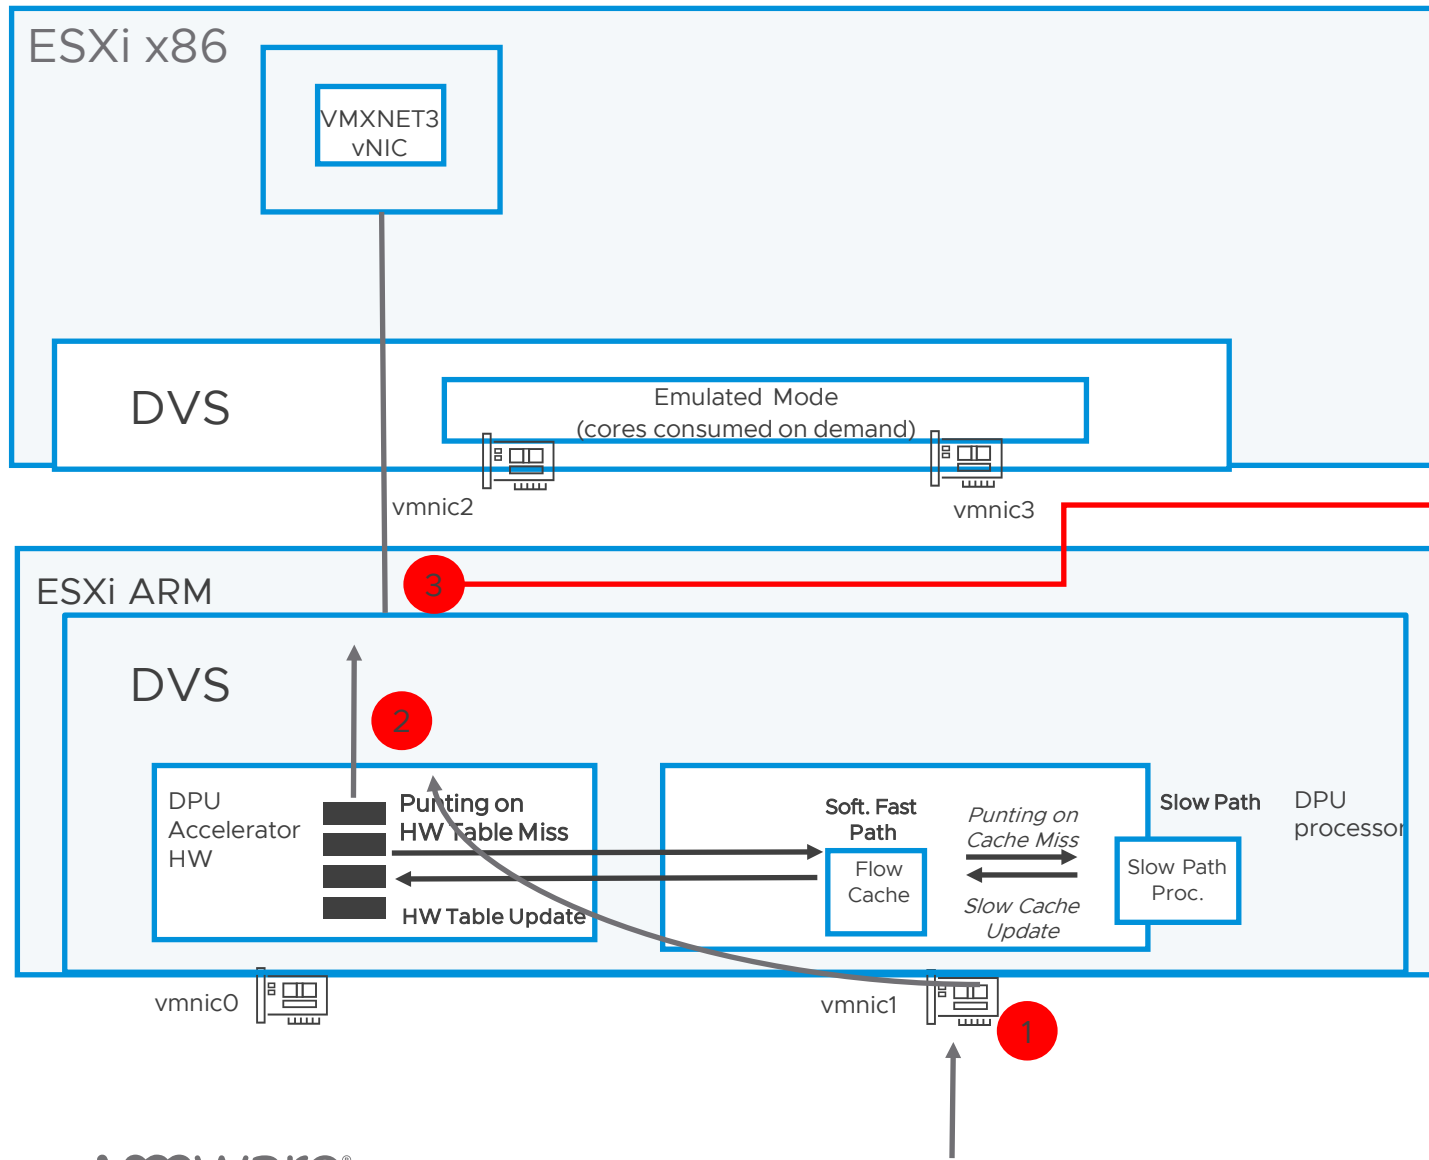 ESXi x86
VMXNET3
vNIC
DVS
Emulated Mode
(cores consumed on demand)
vmnic2
vmnic3
3
ESXi ARM
DVS
2
DPU
Accelerator
HW
Punting on
HW Table Miss
HW Table Update
Soft. Fast
Path
Flow
Cache
Punting on
Cache Miss
Slow Cache
Update
Slow Path
Slow Path
Proc.
DPU
processor
vmnic0
vmnic1
1